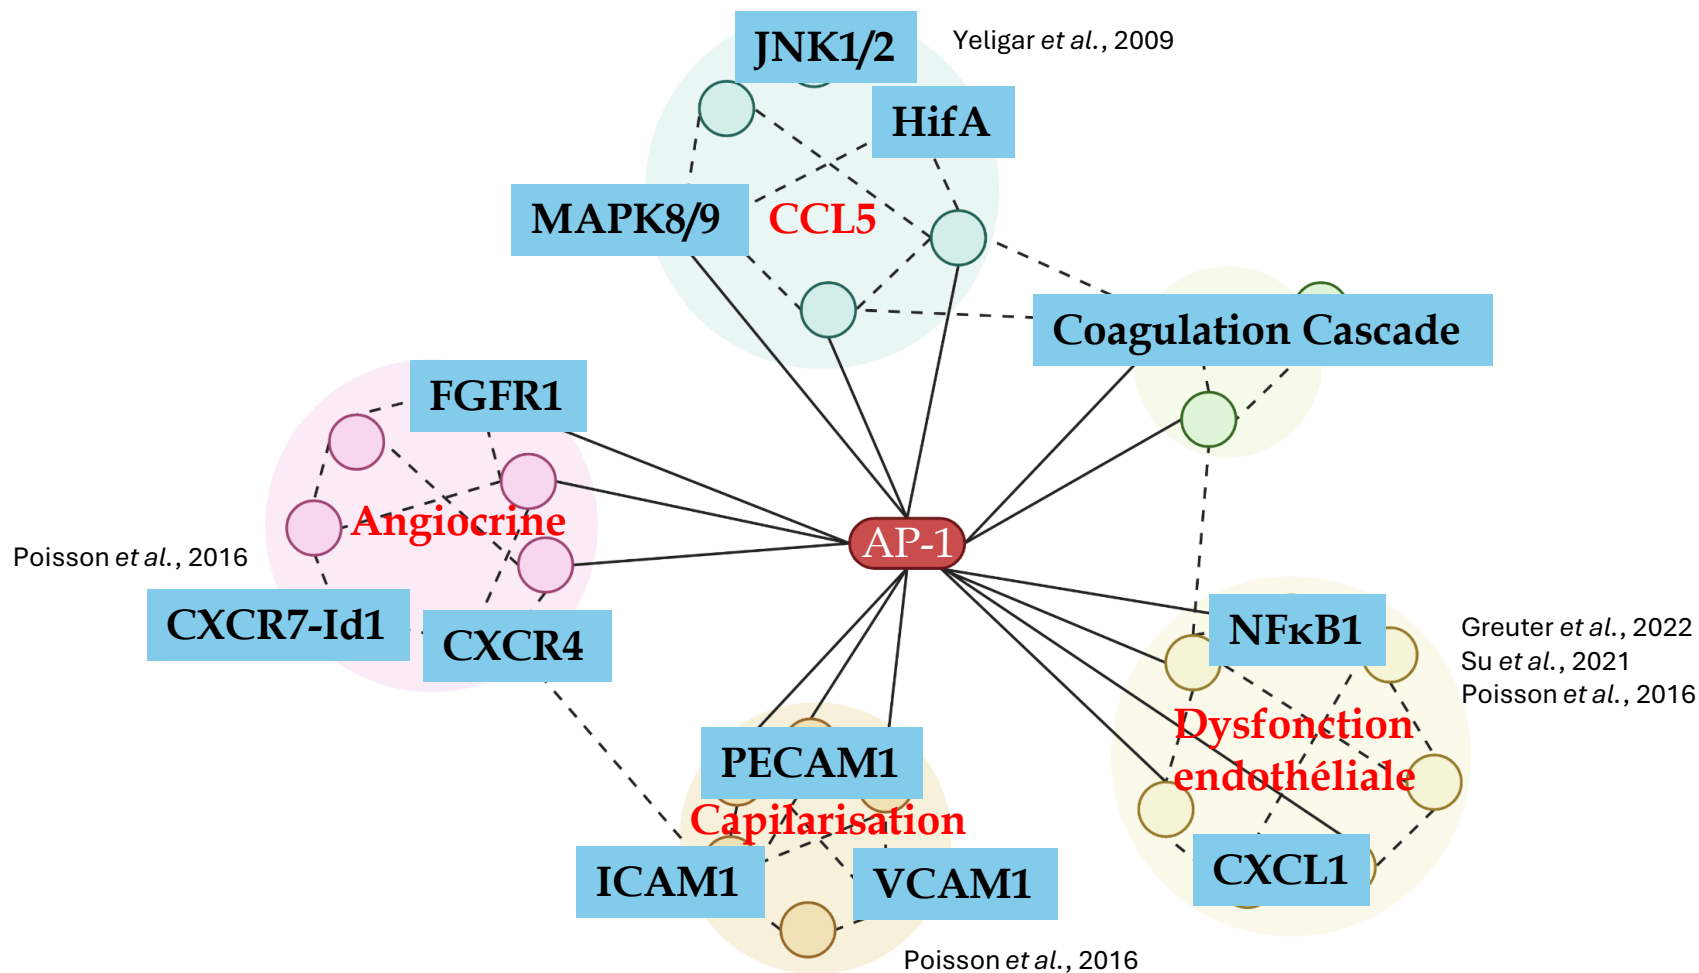 JNK1/2
Yeligar et al., 2009
HifA
MAPK8/9
CCL5
Coagulation Cascade
FGFR1
Angiocrine
AP-1
Poisson et al., 2016
CXCR7-Id1
CXCR4
NFκB1
Greuter et al., 2022
Su et al., 2021
Poisson et al., 2016
Dysfonction
endothéliale
PECAM1
Capilarisation
ICAM1
VCAM1
CXCL1
Poisson et al., 2016